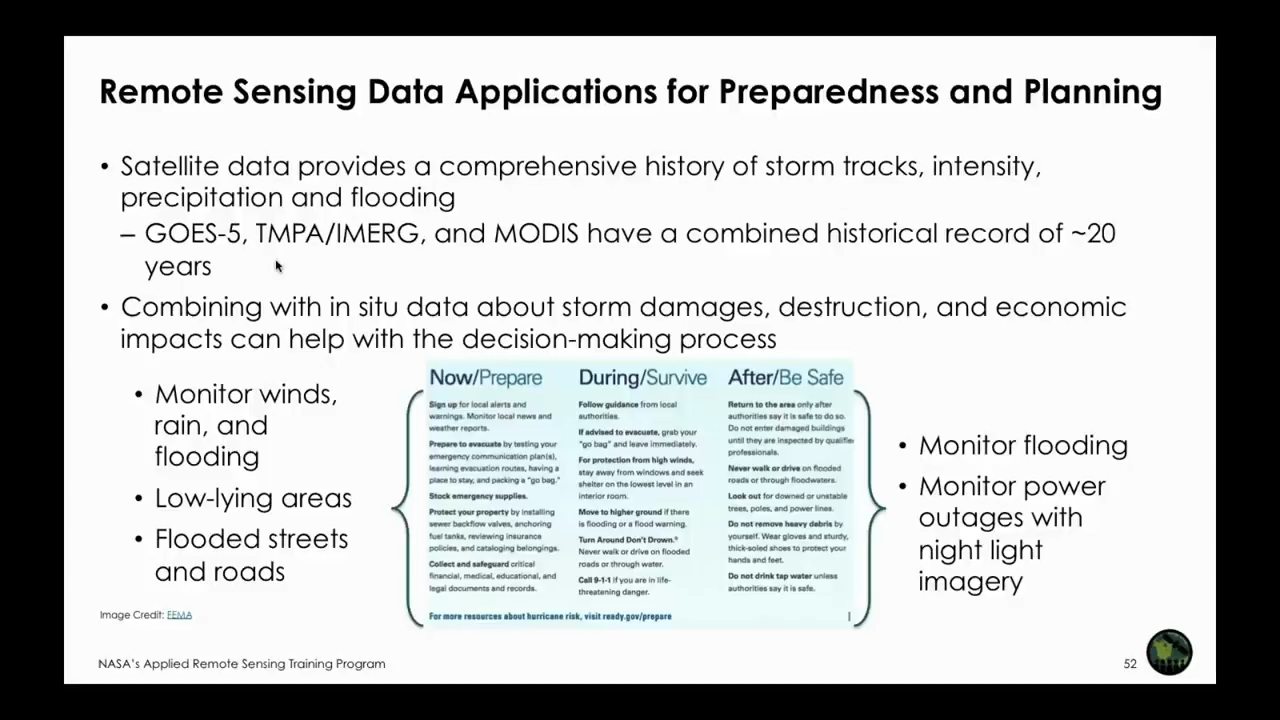 Remote Sensing Data Applications for Preparedness and Planning
• Satellite data provides a comprehensive history of storm tracks, intensity,
precipitation and flooding
– GOES-5, TMPA/IMERG, and MODIS have a combined historical record of ~20
years
• Combining with in situ data about storm damages, destruction, and economic
impacts can help with the decision-making process
• Monitor winds,
rain, and
flooding
• Low-lying areas
• Flooded streets
and roads
Now/Prepare
Sign up for local alerts and
warnings. Monitor local news and
weather reports.
Prepare to evacuate by testing your
emergency communication plan(s),
learning evacuation routes, having a
place to stay, and packing a "go bag."
Stock emergency supplies.
Protect your property by installing
sewer backflow valves, anchoring
fuel tanks, reviewing insurance
policies, and cataloging belongings.
Collect and safeguard critical
financial, medical, educational, and
legal documents and records.
During/Survive
Follow guidance from local
authorities.
If advised to evacuate, grab your
"go bag" and leave immediately.
For protection from high winds,
stay away from windows and seek
shelter on the lowest level in an
interior room.
Move to higher ground if there
is flooding or a flood warning.
Turn Around Don't Drown.®
Never walk or drive on flooded
roads or through water.
Call 9-1-1 if you are in life-
threatening danger.
After/Be Safe
Return to the area only after
authorities say it is safe to do so.
Do not enter damaged buildings
until they are inspected by qualifie
professionals.
Never walk or drive on flooded
roads or through floodwaters.
Look out for downed or unstable
trees, poles, and power lines.
Do not remove heavy debris by
yourself. Wear gloves and sturdy,
thick-soled shoes to protect your
hands and feet.
Do not drink tap water unless
authorities say it is safe.
For more resources about hurricane risk, visit ready.gov/prepare
• Monitor flooding
• Monitor power
outages with
night light
imagery
Image Credit: FEMA
NASA's Applied Remote Sensing Training Program
52